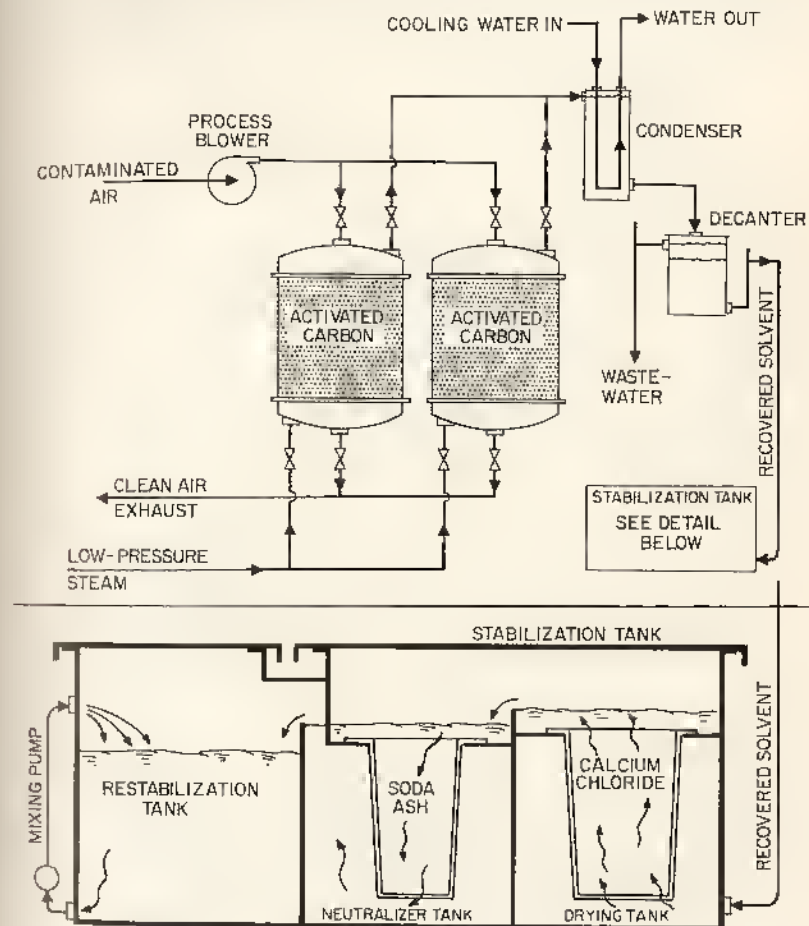 COOLING WATER IN
WATER OUT
PROCESS
BLOWER
CONDENSER
CONTAMINATED
AIR
DECANTER
ACTIVATED
CARBON
ACTIVATED
CARBON
WASTE-
WATER
RECOVERED SOLVENT
CLEAN AIR
EXHAUST
STABILIZATION TANK
SEE DETAIL
BELOW
LOW-PRESSURE
STEAM
STABILIZATION TANK
MIXING PUMP
RESTABILIZATION
TANK
SODA
ASH
CALCIUM
CHLORIDE
RECOVERED SOLVENT
NEUTRALIZER TANK
DRYING TANK